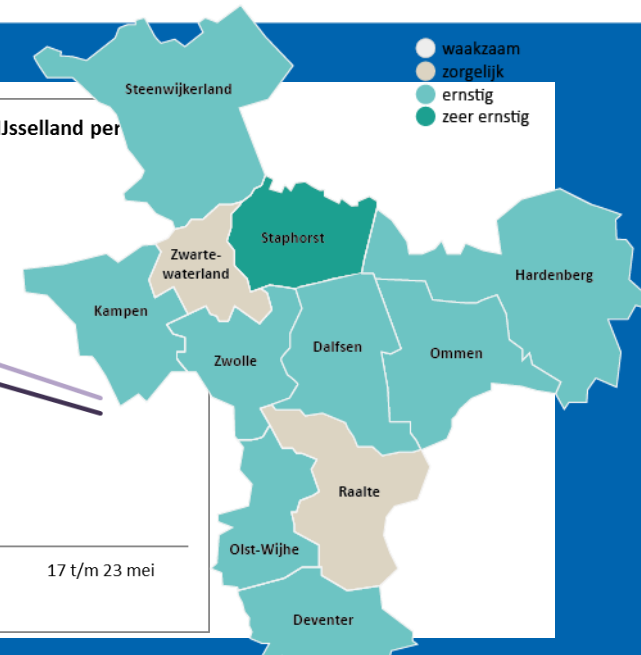 waakzaam
zorgelijk
ernstig
zeer ernstig
Steenwijkerland
IJsselland per
Staphorst
Zwarte-
waterland
Hardenberg
Kampen
Dalfsen
Ommen
Zwolle
Raalte
Olst-Wijhe
17 t/m 23 mei
Deventer